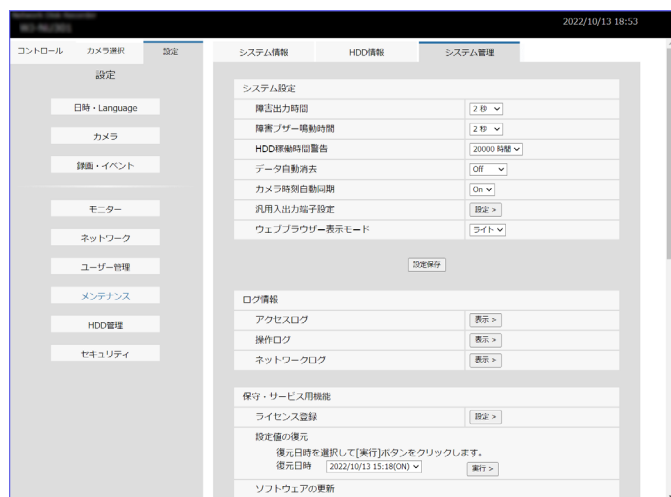 2022/10/13 18:53
コントロール カメラ選択 設定
システム情報 HDD情報 システム管理
設定
日時・Language
カメラ
録画・イベント
モニター
ネットワーク
ユーザー管理
メンテナンス
HDD管理
セキュリティ
システム設定
障害出力時間 2 秒
障害ブザー鳴動時間 2 秒
HDD稼働時間警告 20000 時間
データ自動消去 Off
カメラ時刻自動同期 On
汎用入出力端子設定 設定 >
ウェブブラウザー表示モード ライト
設定保存
ログ情報
アクセスログ 表示 >
操作ログ 表示 >
ネットワークログ 表示 >
保守・サービス用機能
ライセンス登録 設定 >
設定値の復元
復元日時を選択して[実行]ボタンをクリックします。
復元日時 2022/10/13 15:18(ON) 実行 >
ソフトウェアの更新